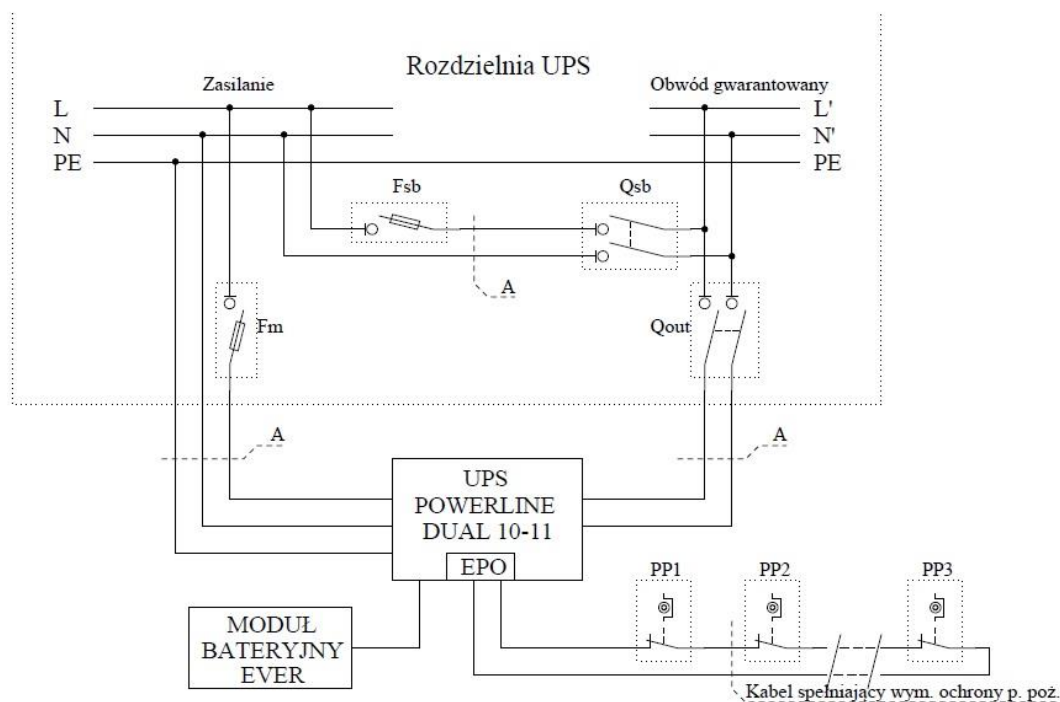 Rozdzielnia UPS
Zasilanie
Obwód gwarantowany
L
L'
N
N'
PE
PE
Fsb
Qsb
A
Fm
Qout
A
A
UPS
POWERLINE
DUAL 10-11
EPO
PP1
PP2
PP3
MODUŁ
BATERYJNY
EVER
Kabel spełniający wym. ochrony p. poż.